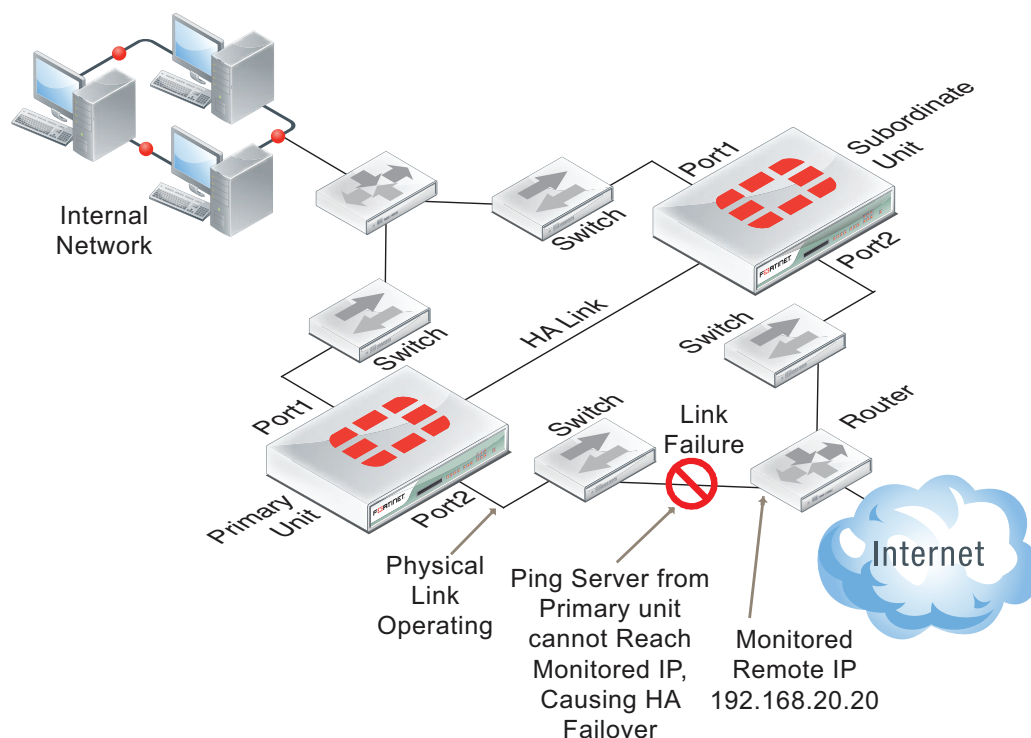 Internal
Network
Switch
Port1
Subordinate
Unit
Port2
Switch
HA Link
Switch
Port1
Switch
Link
Failure
Router
Primary
Unit
FORTINET
FORTINET
Port2
Physical
Link
Operating
Ping Server from
Primary unit
cannot Reach
Monitored IP,
Causing HA
Failover
Monitored
Remote IP
192.168.20.20
Internet